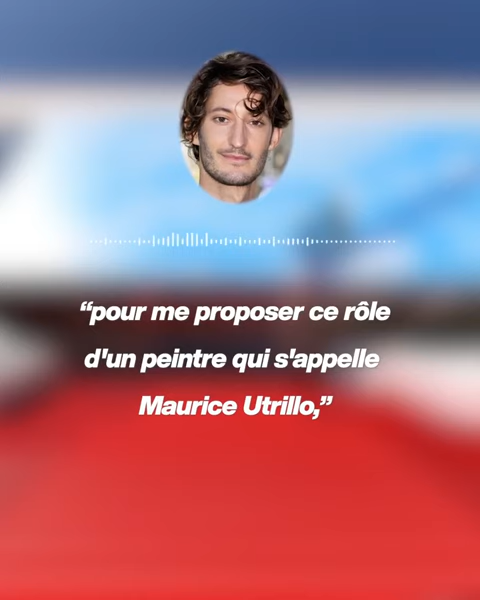 “pour me proposer ce rôle
d'un peintre qui s'appelle
Maurice Utrillo,”